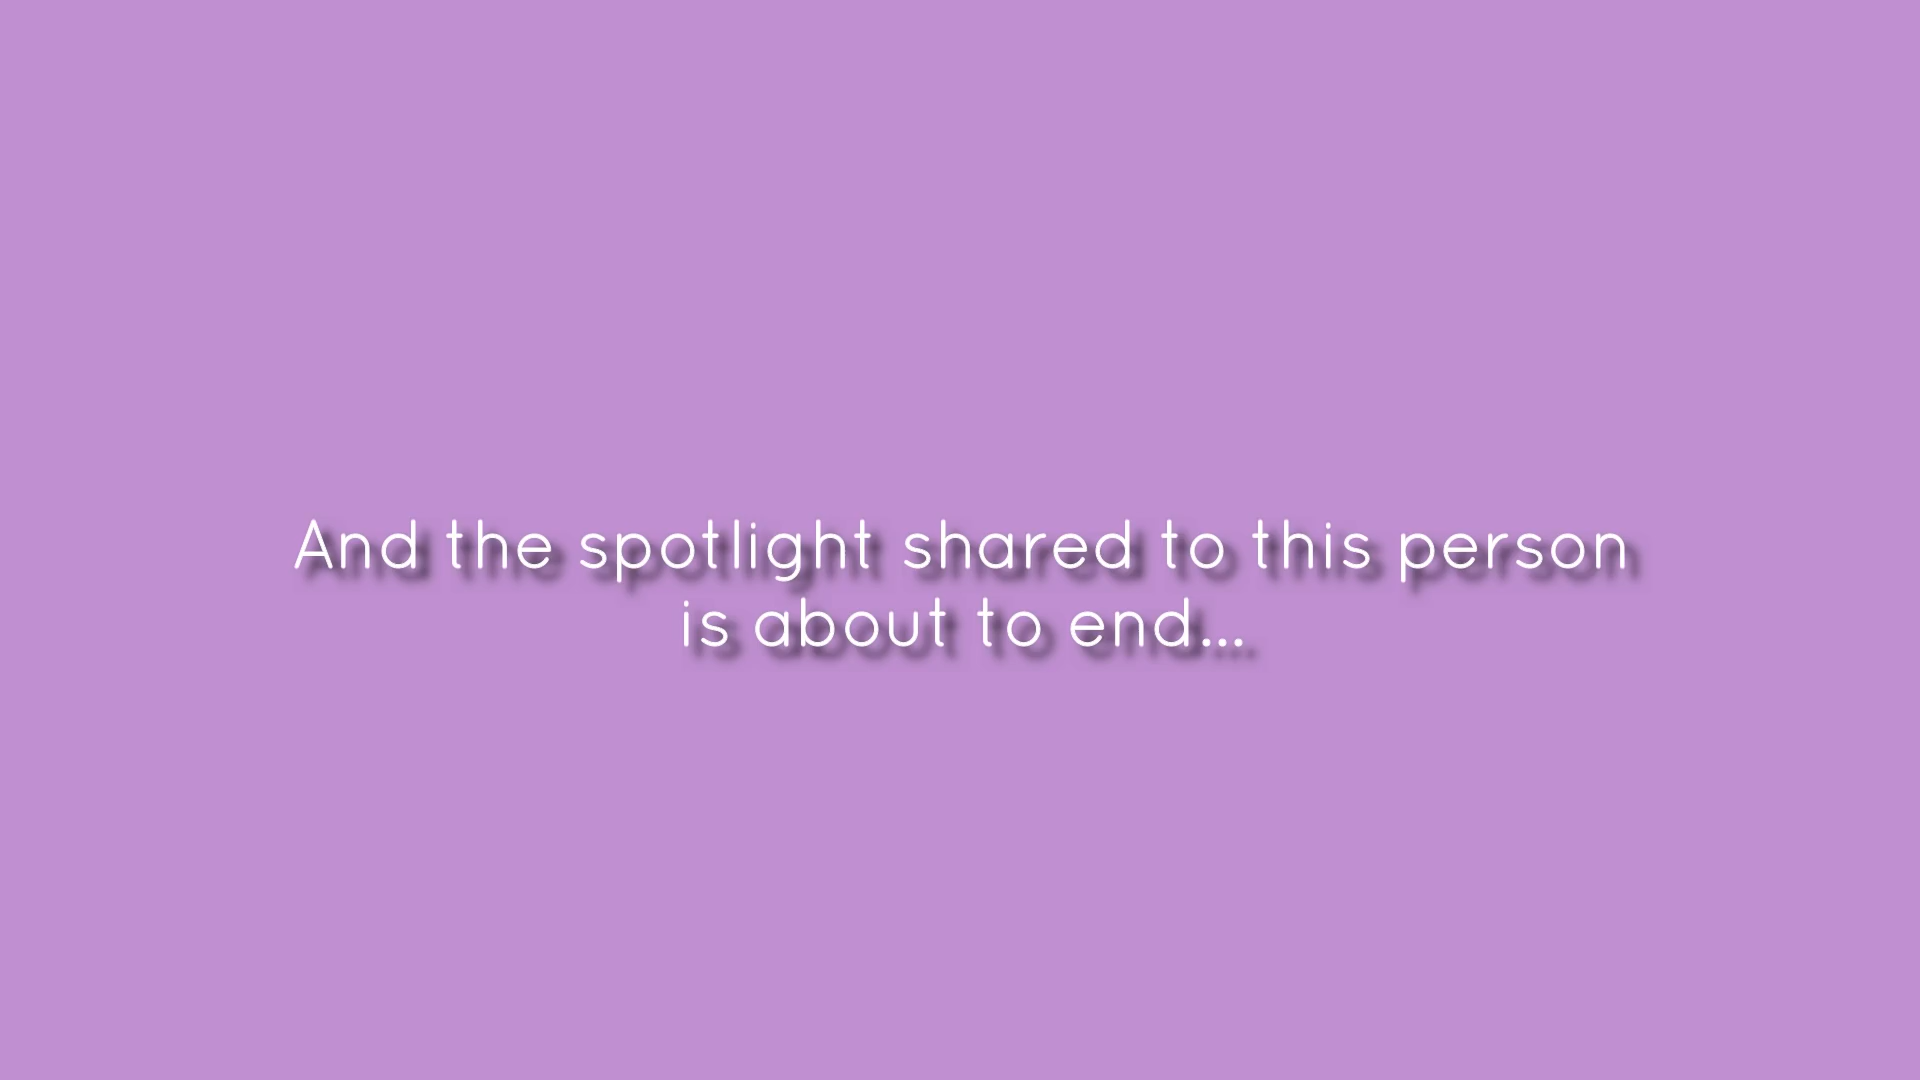 And the spotlight shared to this person
is about to end...